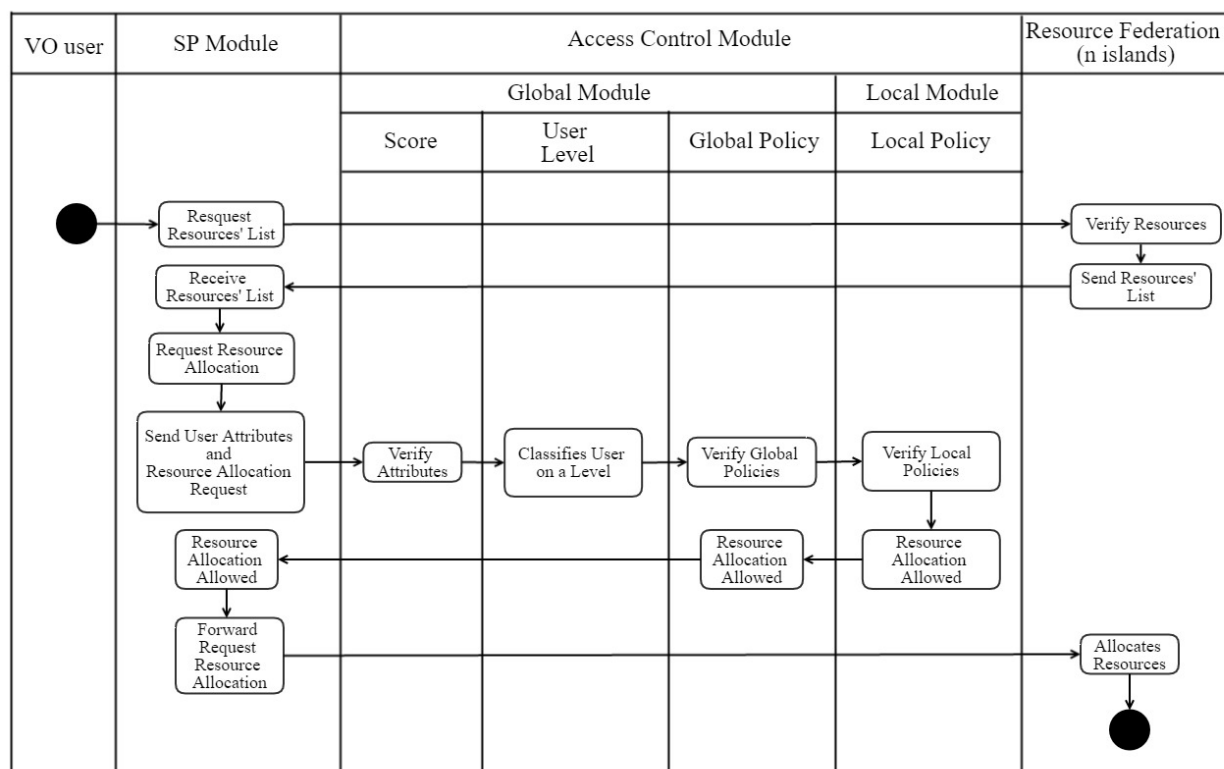 VO user
SP Module
Access Control Module
Resource Federation
(n islands)
Global Module
Local Module
Score
User
Level
Global Policy
Local Policy
Resquest
Resources' List
Verify Resources
Receive
Resources' List
Send Resources'
List
Request Resource
Allocation
Send User Attributes
and
Resource Allocation
Request
Verify
Attributes
Classifies User
on a Level
Verify Global
Policies
Verify Local
Policies
Resource
Allocation
Allowed
Resource
Allocation
Allowed
Resource
Allocation
Allowed
Forward
Request
Resource
Allocation
Allocates
Resources